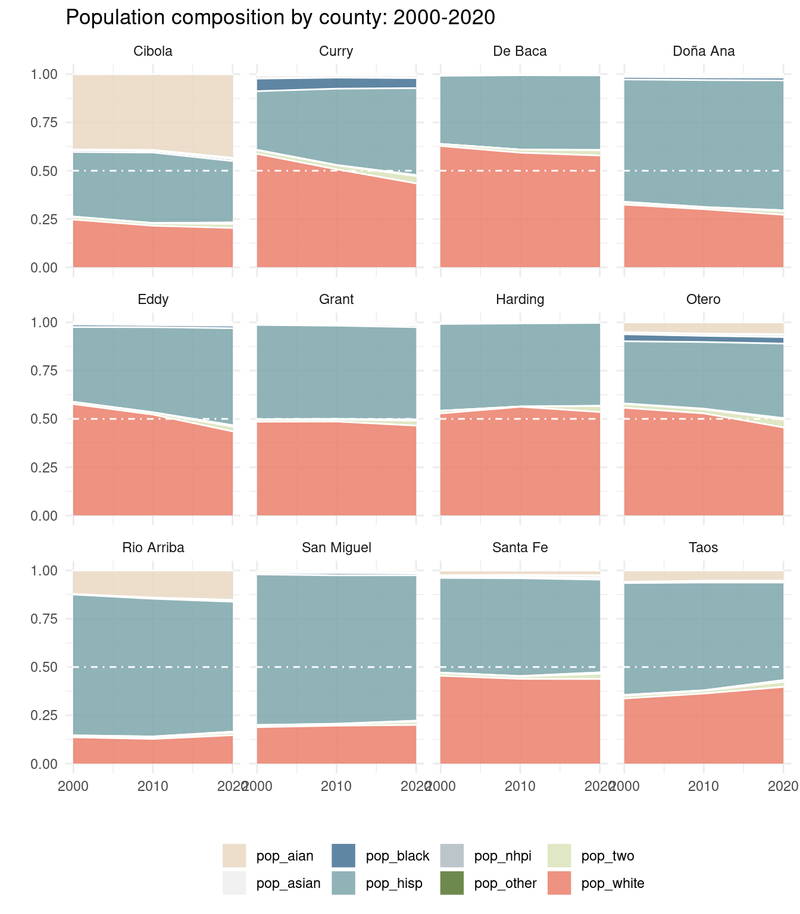 Population composition by county: 2000-2020
Cibola Curry De Baca Doña Ana
1.00
0.75
0.50
0.25
0.00
Eddy Grant Harding Otero
1.00
0.75
0.50
0.25
0.00
Rio Arriba San Miguel Santa Fe Taos
1.00
0.75
0.50
0.25
0.00
2000 2010 2020 2000 2010 2020 2000 2010 2020 2000 2010 2020
pop_aian pop_black pop_nhpi pop_two
pop_asian pop_hisp pop_other pop_white